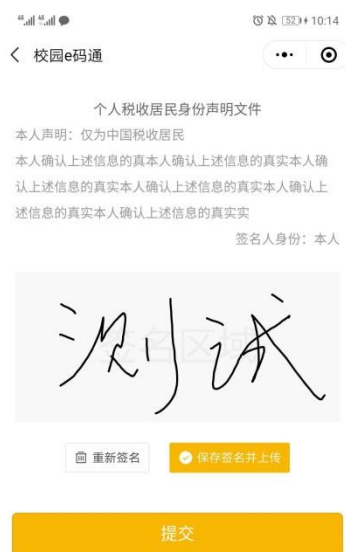 46 46 52 10:14
校园e码通
个人税收居民身份声明文件
本人声明：仅为中国税收居民
本人确认上述信息的真本人确认上述信息的真实本人确
认上述信息的真实本人确认上述信息的真实本人确认上
述信息的真实本人确认上述信息的真实实
签名人身份：本人
签名区域
测试
重新签名 保存签名并上传
提交